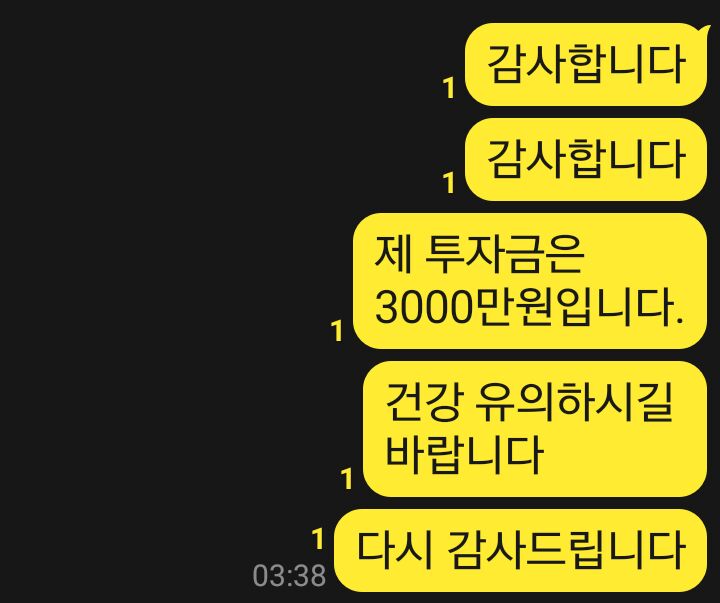 감사합니다
1
감사합니다
1
제 투자금은
3000만원입니다.
1
건강 유의하시길
바랍니다
1
다시 감사드립니다
1
03:38